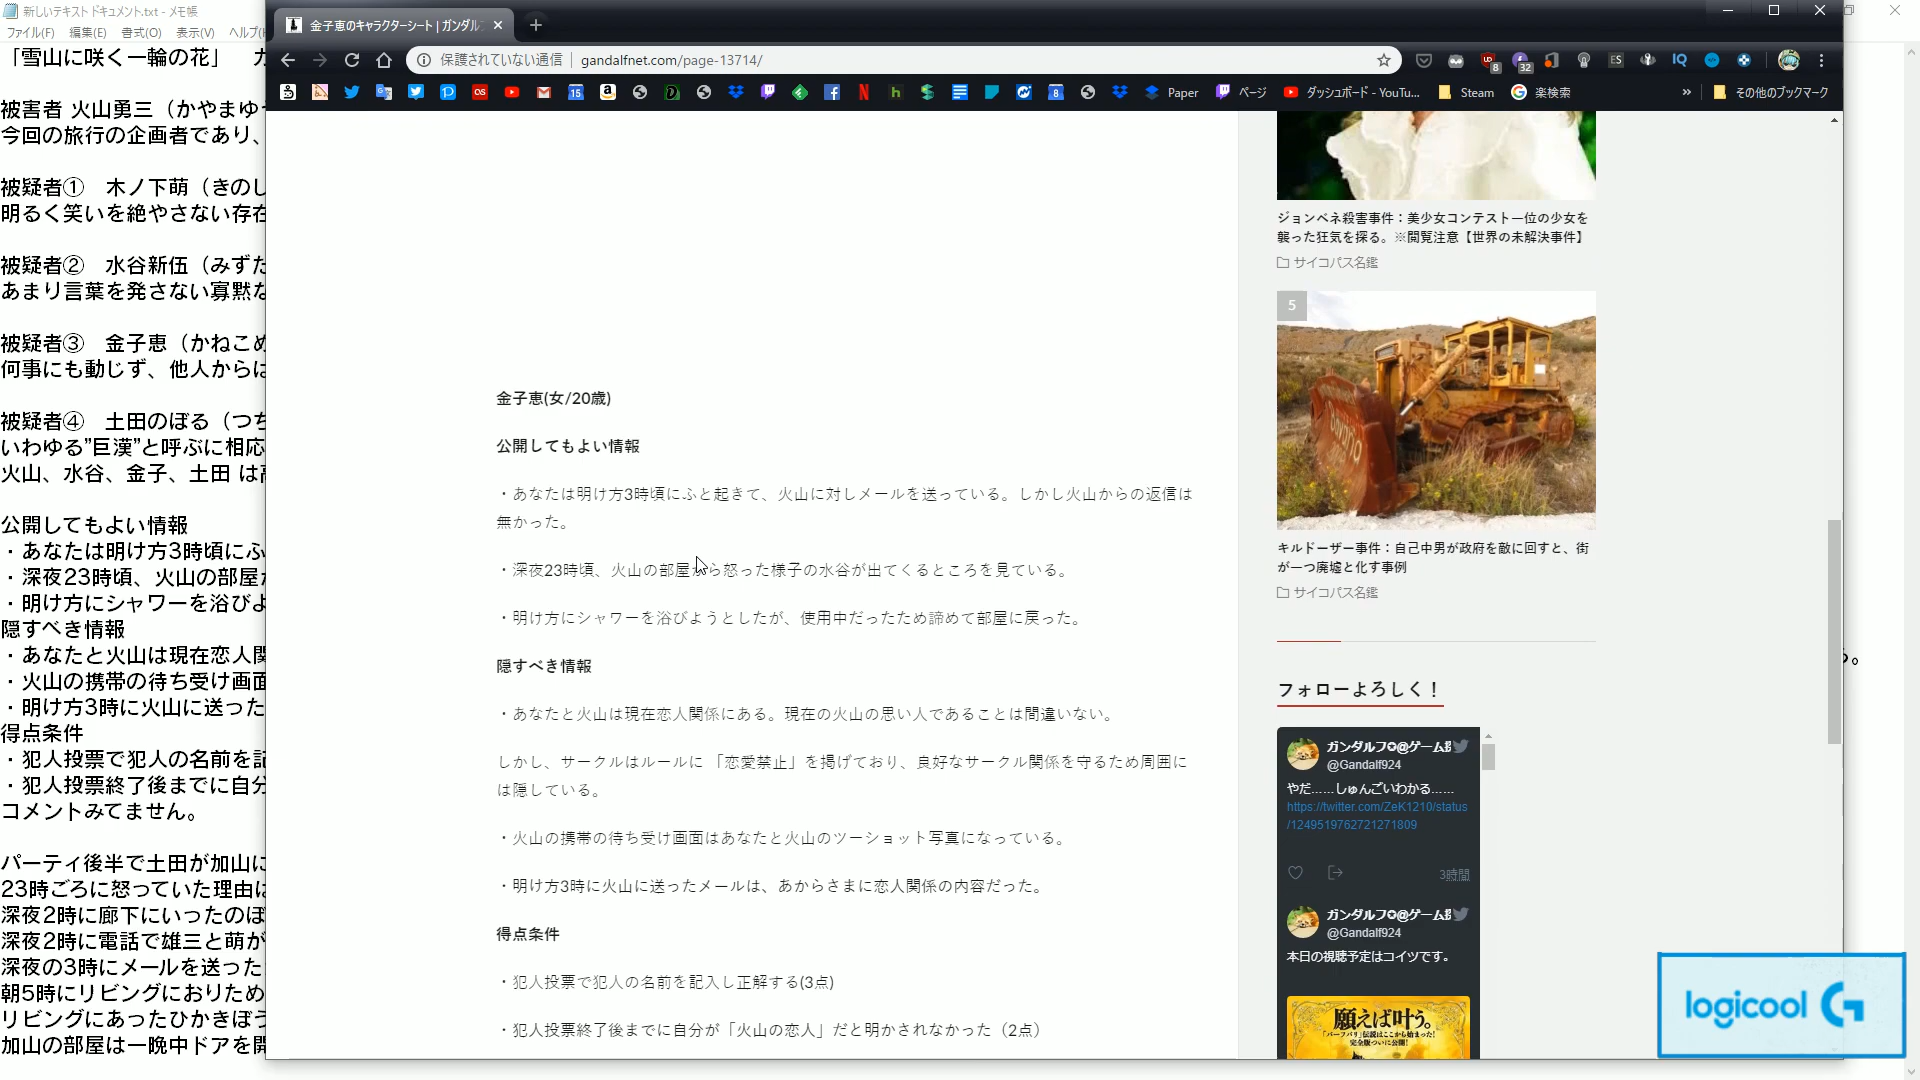 新しいテキスト ドキュメント.txt - メモ帳
ファイル(F) 編集(E) 書式(O) 表示(V) ヘルプ(
「雪山に咲く一輪の花」
被害者 火山勇三（かやまゆ
今回の旅行の企画者であり、
被疑者① 木ノ下萌（きのし
明るく笑いを絶やさない存在
被疑者② 水谷新伍（みずた
あまり言葉を発さない寡黙な
被疑者③ 金子恵（かねこめ
何事にも動じず、他人からは
被疑者④ 土田のぼる（つち
いわゆる”巨漢”と呼ぶに相応
火山、水谷、金子、土田 は高
公開してもよい情報
・あなたは明け方3時頃にふ
・深夜23時頃、火山の部屋か
・明け方にシャワーを浴びよ
隠すべき情報
・あなたと火山は現在恋人関
・火山の携帯の待ち受け画面
・明け方3時に火山に送った
得点条件
・犯人投票で犯人の名前を記
・犯人投票終了後までに自分
コメントみてません。
パーティ後半で土田が加山に
23時ごろに怒っていた理由は
深夜2時に廊下にいったのぼ
深夜2時に電話で雄三と萌が
深夜の3時にメールを送った
朝5時にリビングにおりため
リビングにあったひかきぼう
加山の部屋は一晩中ドアを開
る。
金子恵のキャラクターシート | ガンダルフ
保護されていない通信 gandalfnet.com/page-13714/
8
32
ES
IQ
15
8
Paper
ページ
ダッシュボード - YouTu...
Steam
楽検索
»
その他のブックマーク
金子恵(女/20歳)
公開してもよい情報
・あなたは明け方3時頃にふと起きて、火山に対しメールを送っている。しかし火山からの返信は
無かった。
・深夜23時頃、火山の部屋から怒った様子の水谷が出てくるところを見ている。
・明け方にシャワーを浴びようとしたが、使用中だったため諦めて部屋に戻った。
隠すべき情報
・あなたと火山は現在恋人関係にある。現在の火山の思い人であることは間違いない。
しかし、サークルはルールに 「恋愛禁止」を掲げており、良好なサークル関係を守るため周囲に
は隠している。
・火山の携帯の待ち受け画面はあなたと火山のツーショット写真になっている。
・明け方3時に火山に送ったメールは、あからさまに恋人関係の内容だった。
得点条件
・犯人投票で犯人の名前を記入し正解する(3点)
・犯人投票終了後までに自分が「火山の恋人」だと明かされなかった（2点）
ジョンベネ殺害事件：美少女コンテスト一位の少女を
襲った狂気を探る。※閲覧注意【世界の未解決事件】
サイコパス名鑑
5
キルドーザー事件：自己中男が政府を敵に回すと、街
が一つ廃墟と化す事例
サイコパス名鑑
フォローよろしく！
ガンダルフ✪@ゲーム
@Gandalf924
やだ……しゅんごいわかる……
https://twitter.com/ZeK1210/status
/1249519762721271809
3時間
ガンダルフ✪@ゲーム
@Gandalf924
本日の視聴予定はコイツです。
願えば叶う。
「バーフバリ」伝説はここから始まった!
完全版ついに公開!
logicool G